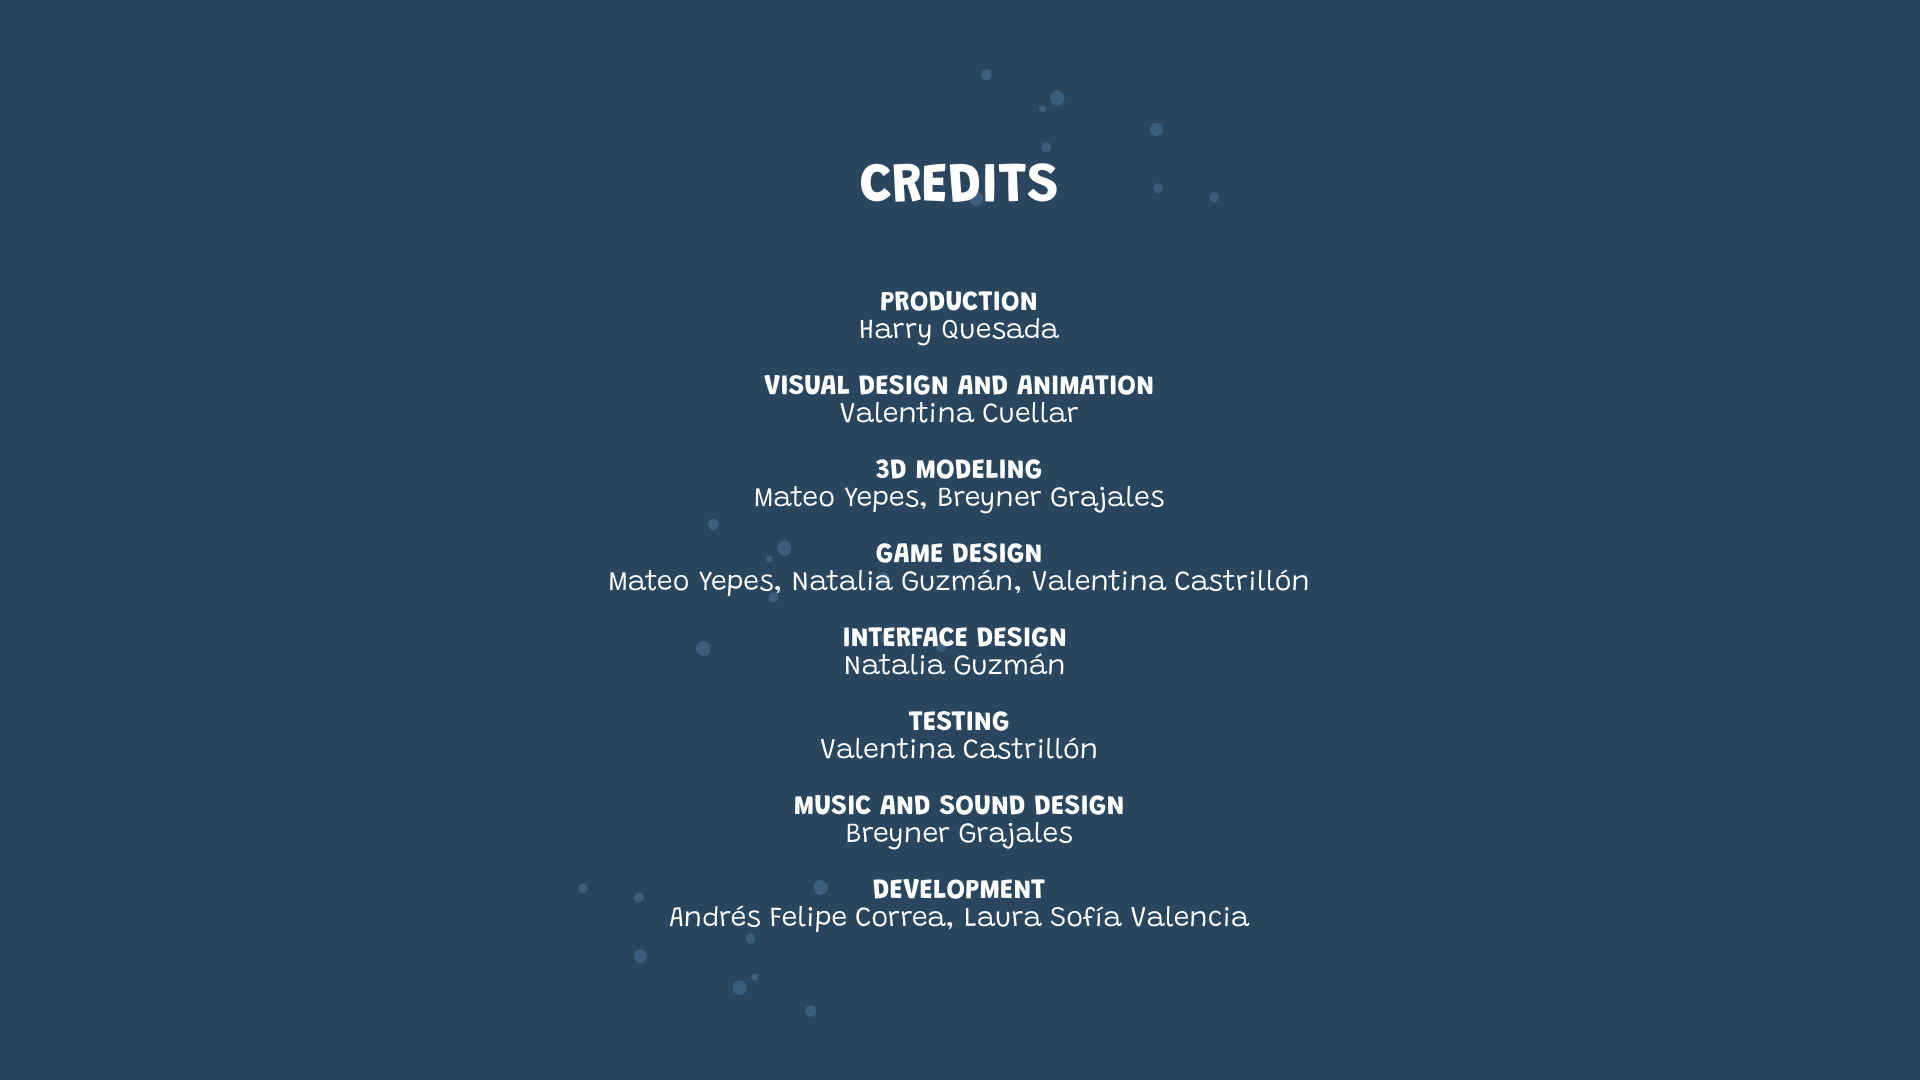 CREDITS
PRODUCTION
Harry Quesada
VISUAL DESIGN AND ANIMATION
Valentina Cuellar
3D MODELING
Mateo Yepes, Breyner Grajales
GAME DESIGN
Mateo Yepes, Natalia Guzmán, Valentina Castrillón
INTERFACE DESIGN
Natalia Guzmán
TESTING
Valentina Castrillón
MUSIC AND SOUND DESIGN
Breyner Grajales
DEVELOPMENT
Andrés Felipe Correa, Laura Sofía Valencia